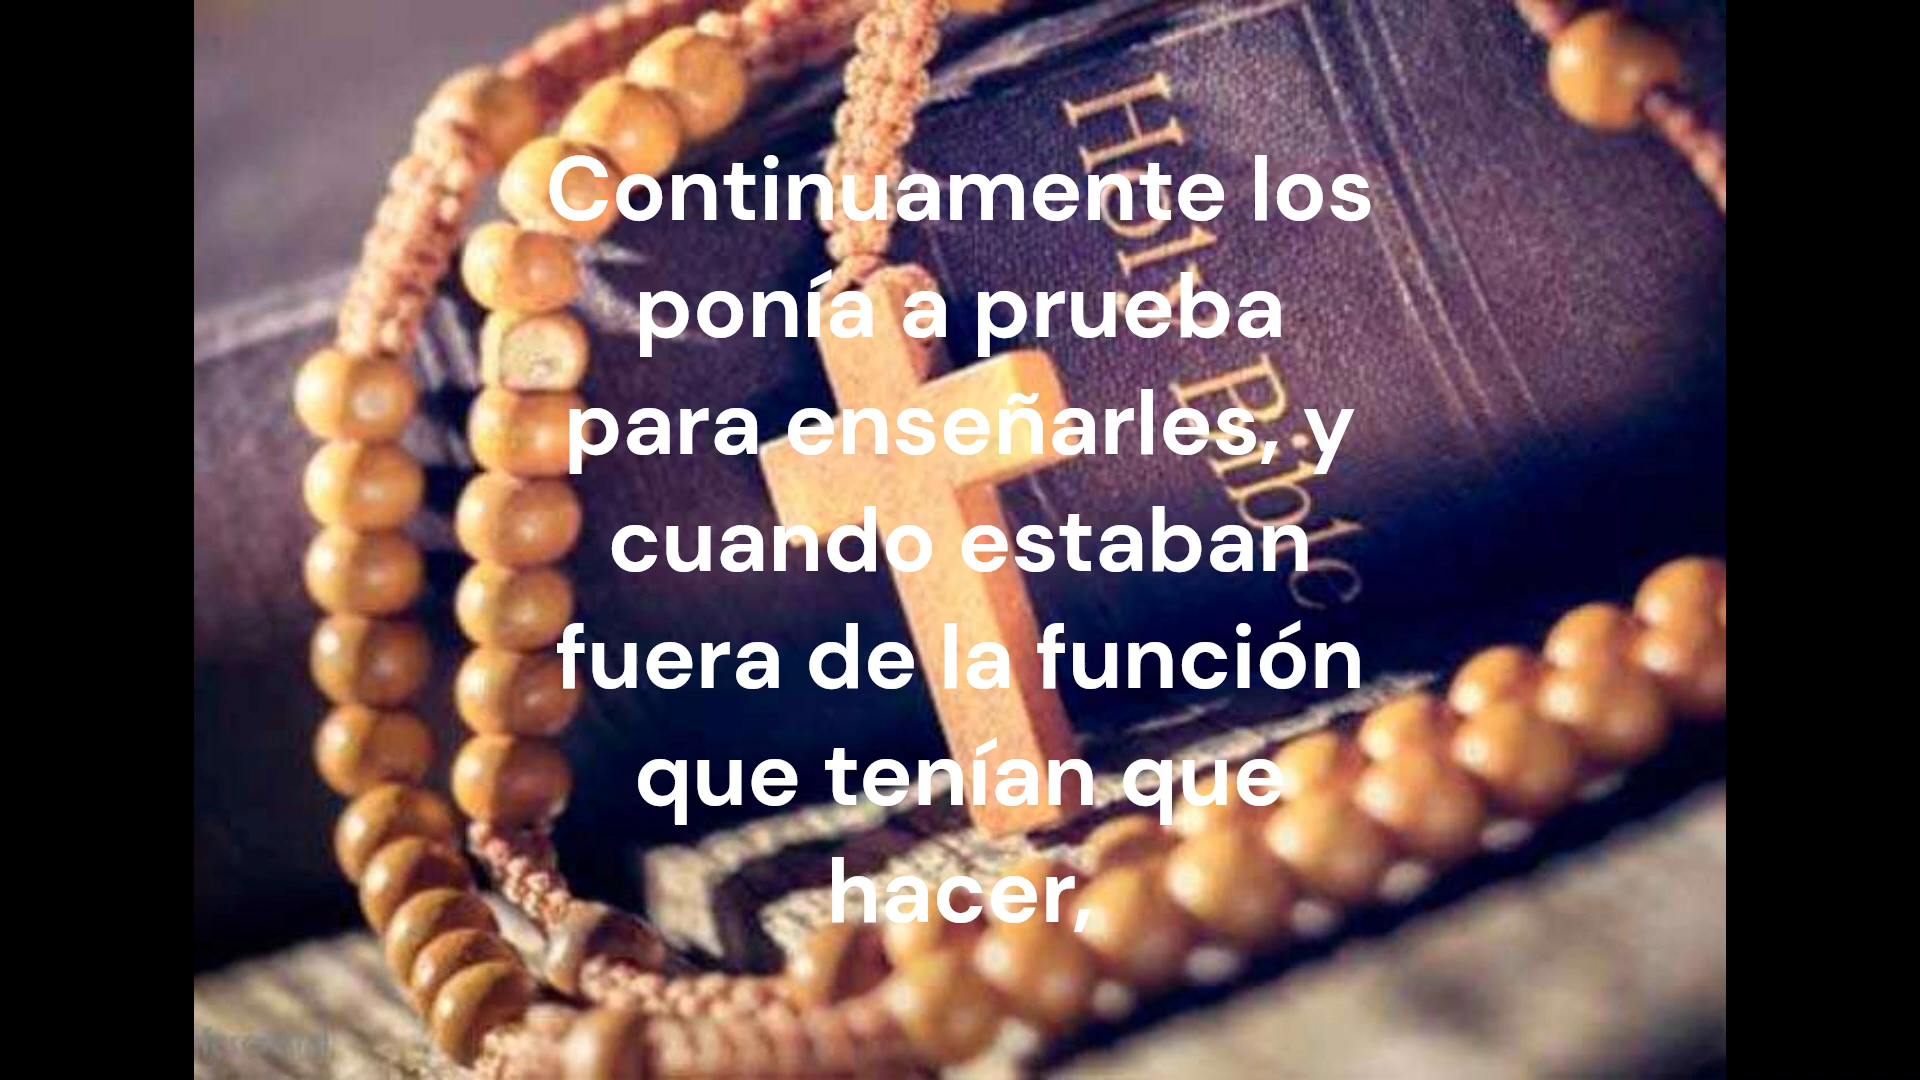 Continuamente los
ponía a prueba
para enseñarles, y
cuando estaban
fuera de la función
que tenían que
hacer,
Holy Bible